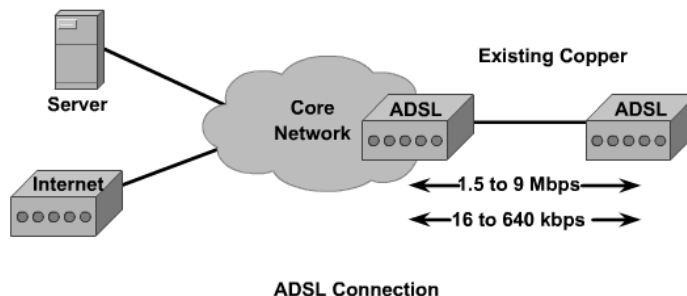 Existing Copper
Server
Core
Network
ADSL
ADSL
Internet
1.5 to 9 Mbps
16 to 640 kbps
ADSL Connection